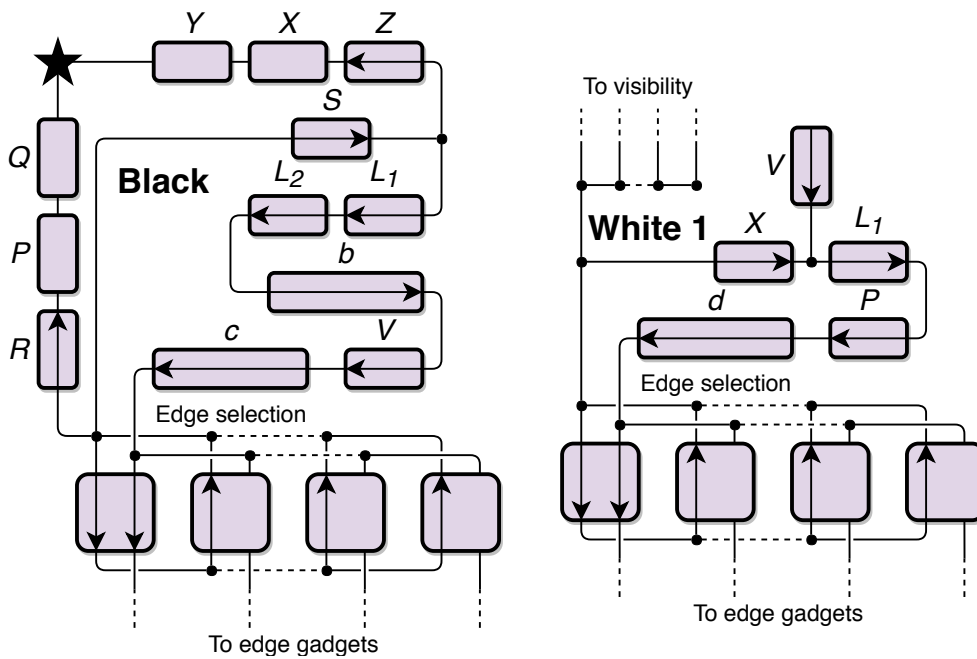 Y X Z
S
Q
Black
L2 L1
P
b
R
c V
Edge selection
To edge gadgets
To visibility
V
White 1
X L1
d P
Edge selection
To edge gadgets